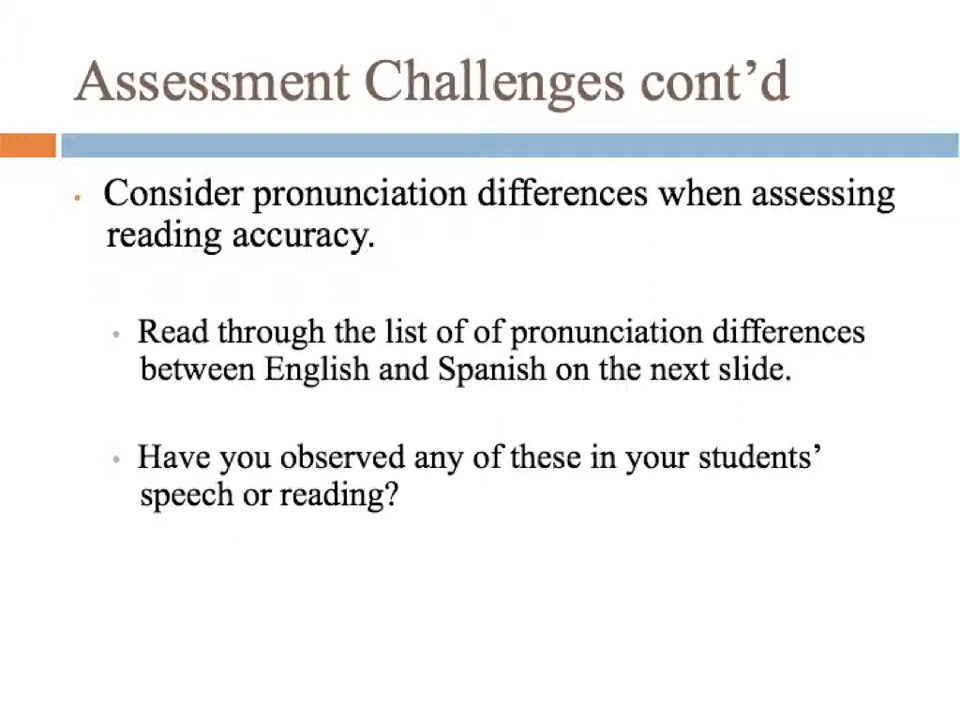 Assessment Challenges cont’d
• Consider pronunciation differences when assessing
reading accuracy.
• Read through the list of of pronunciation differences
between English and Spanish on the next slide.
• Have you observed any of these in your students’
speech or reading?